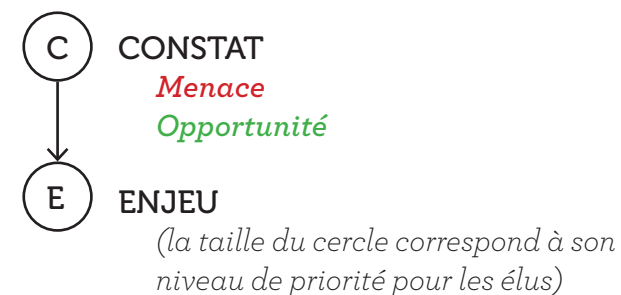 C CONSTAT
Menace
Opportunité
E ENJEU
(la taille du cercle correspond à son
niveau de priorité pour les élus)